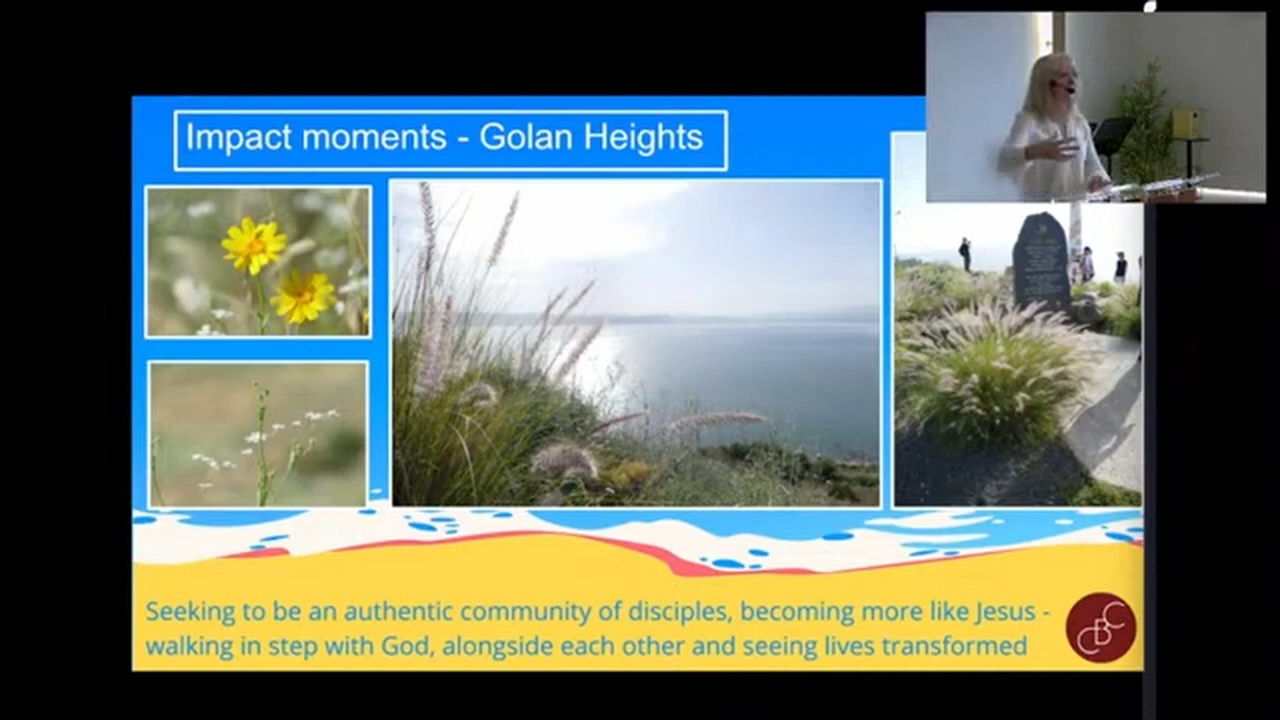 Impact moments - Golan Heights
Seeking to be an authentic community of disciples, becoming more like Jesus -
walking in step with God, alongside each other and seeing lives transformed
CBC